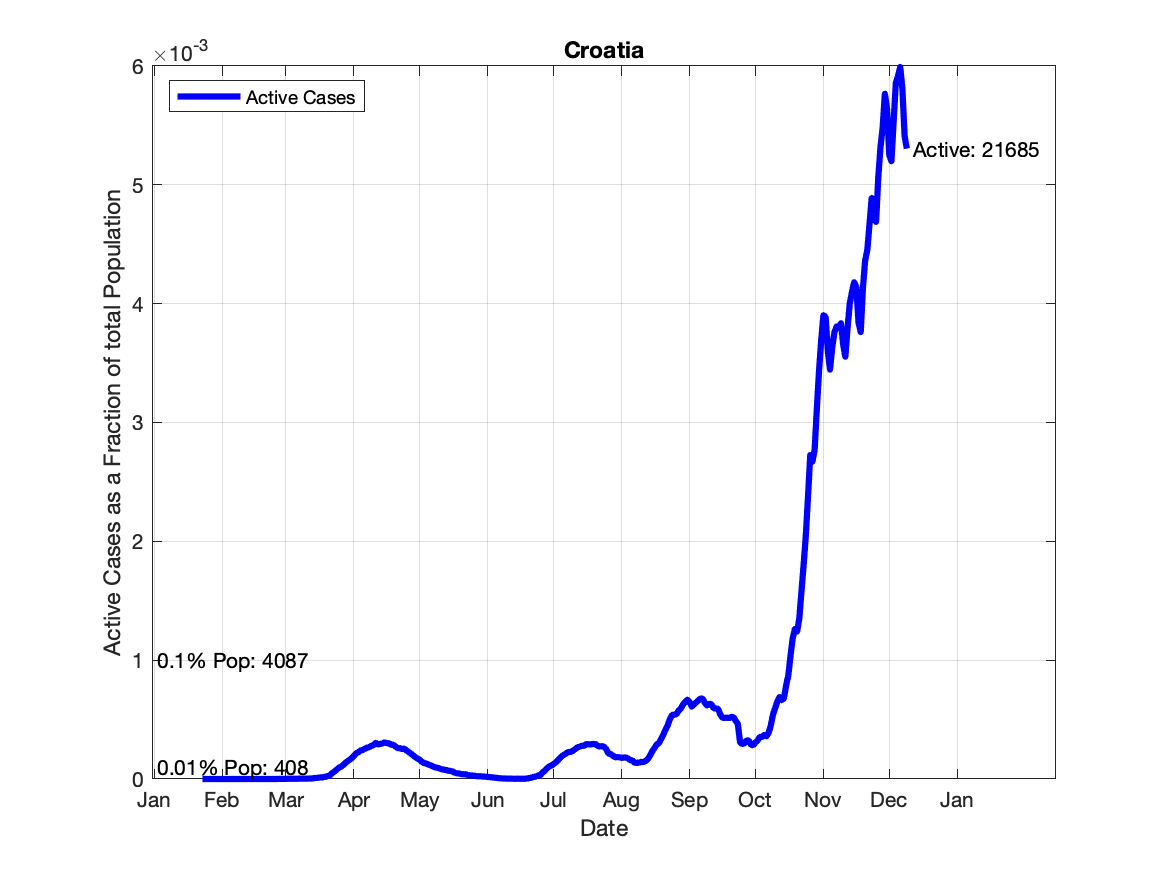 Croatia
×10-3
Active Cases
6
5
4
3
2
1
0
Active Cases as a Fraction of total Population
Active: 21685
0.1% Pop: 4087
0.01% Pop: 408
Jan Feb Mar Apr May Jun Jul Aug Sep Oct Nov Dec Jan
Date